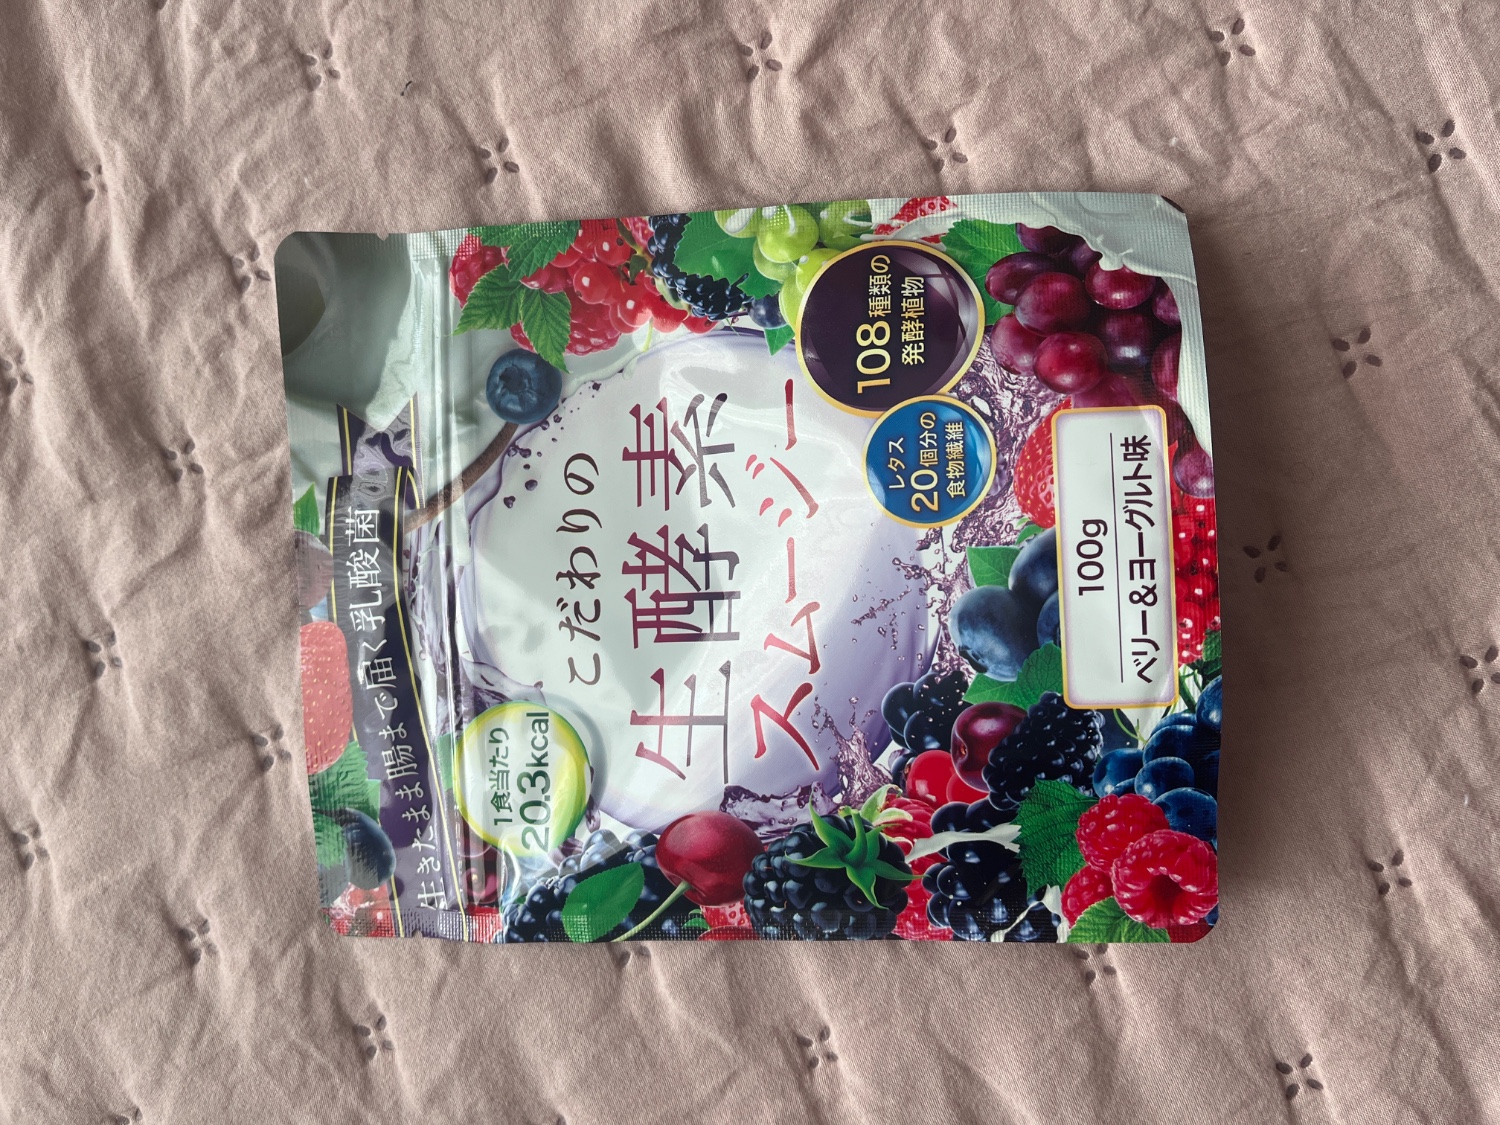 生きたまま腸まで届く乳酸菌
1食当たり
20.3kcal
こだわりの
生酵素
スムージー
108種類の
発酵植物
レタス
20個分の
食物繊維
100g
ベリー&ヨーグルト味